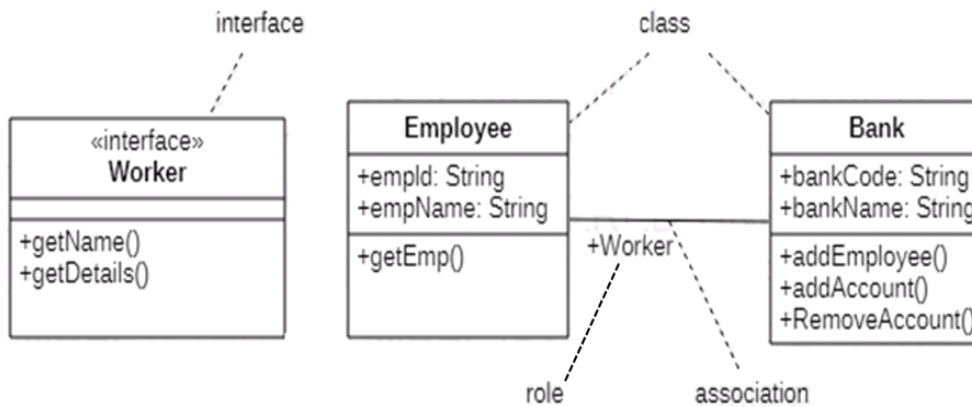 interface
class
«interface»
Worker
+getName()
+getDetails()
Employee
+empId: String
+empName: String
+getEmp()
+Worker
Bank
+bankCode: String
+bankName: String
+addEmployee()
+addAccount()
+RemoveAccount()
role
association